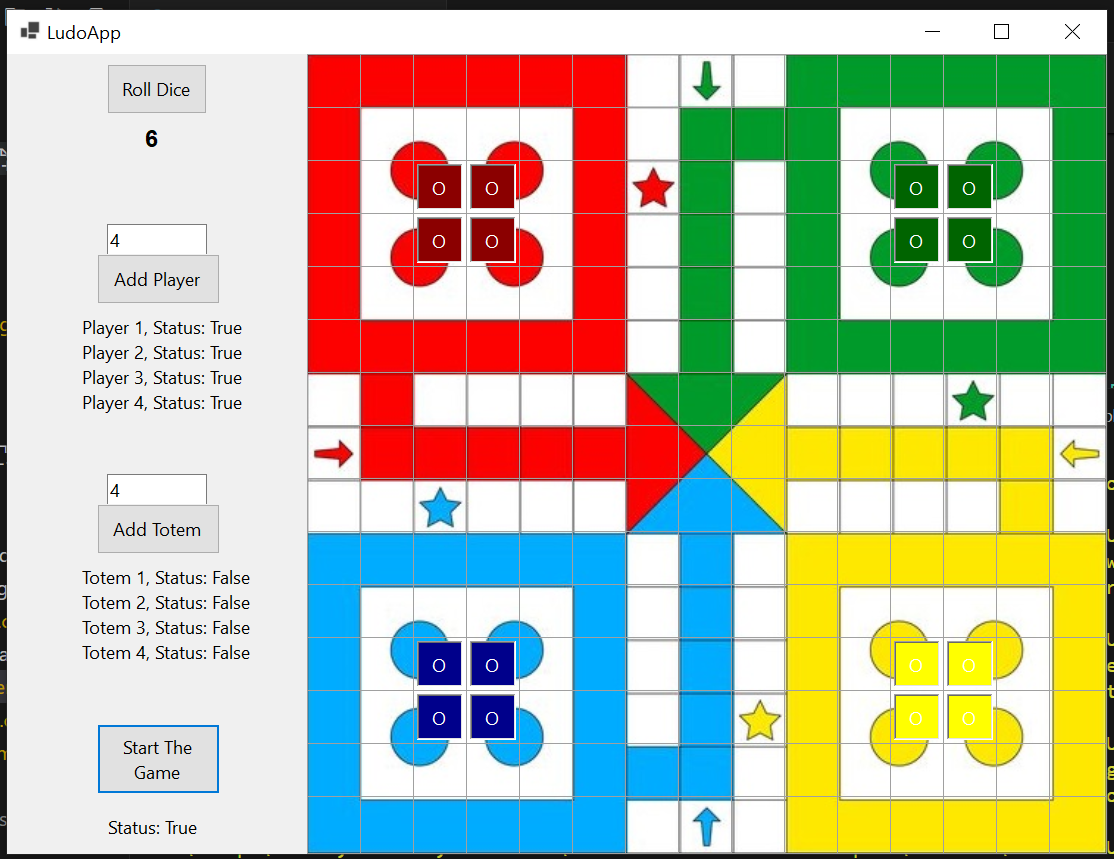 LudoApp
Roll Dice
6
4
Add Player
Player 1, Status: True
Player 2, Status: True
Player 3, Status: True
Player 4, Status: True
4
Add Totem
Totem 1, Status: False
Totem 2, Status: False
Totem 3, Status: False
Totem 4, Status: False
Start The
Game
Status: True
O O
O O
O O
O O
O O
O O
O O
O O